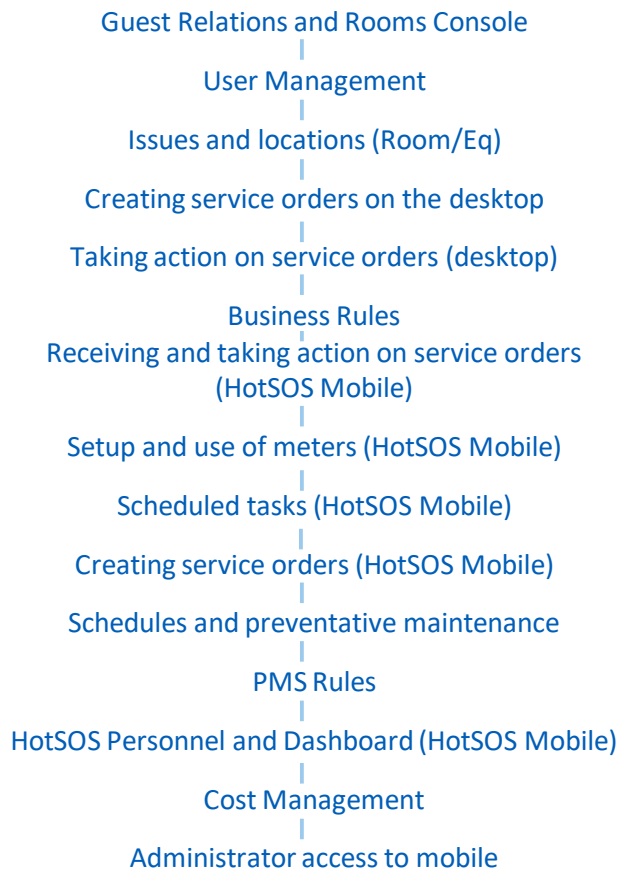 Guest Relations and Rooms Console
User Management
Issues and locations (Room/Eq)
Creating service orders on the desktop
Taking action on service orders (desktop)
Business Rules
Receiving and taking action on service orders
(HotSOS Mobile)
Setup and use of meters (HotSOS Mobile)
Scheduled tasks (HotSOS Mobile)
Creating service orders (HotSOS Mobile)
Schedules and preventative maintenance
PMS Rules
HotSOS Personnel and Dashboard (HotSOS Mobile)
Cost Management
Administrator access to mobile